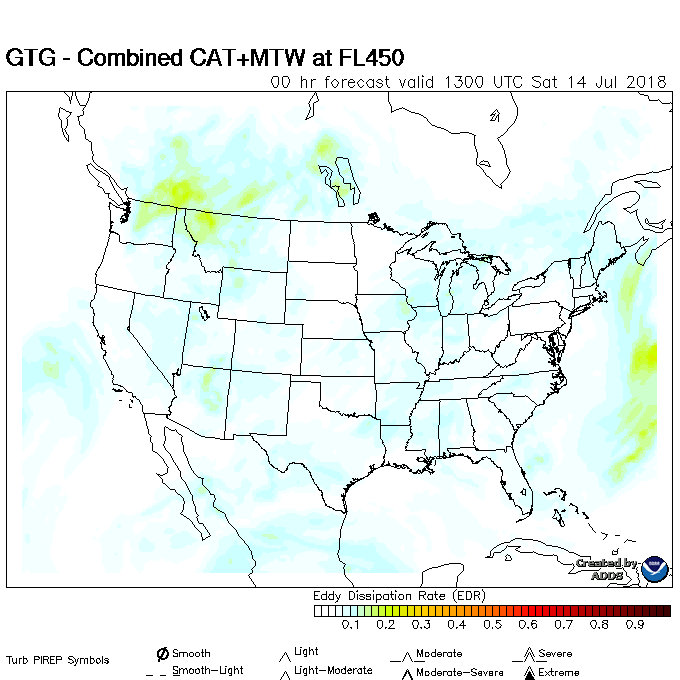 GTG - Combined CAT+MTW at FL450
00 hr forecast valid 1300 UTC Sat 14 Jul 2018
Created by
ADDS
Eddy Dissipation Rate (EDR)
0.1 0.2 0.3 0.4 0.5 0.6 0.7 0.8 0.9
Turb PIREP Symbols
Smooth Light Moderate Severe
Smooth-Light Light-Moderate Moderate-Severe Extreme